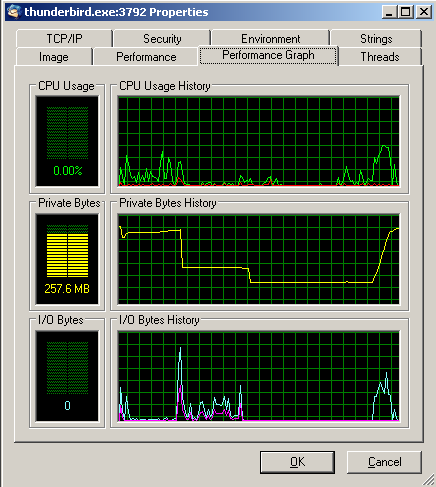 thunderbird.exe:3792 Properties
TCP/IP Security Environment Strings
Image Performance Performance Graph Threads
CPU Usage CPU Usage History
0.00%
Private Bytes Private Bytes History
257.6 MB
I/O Bytes I/O Bytes History
0
OK Cancel